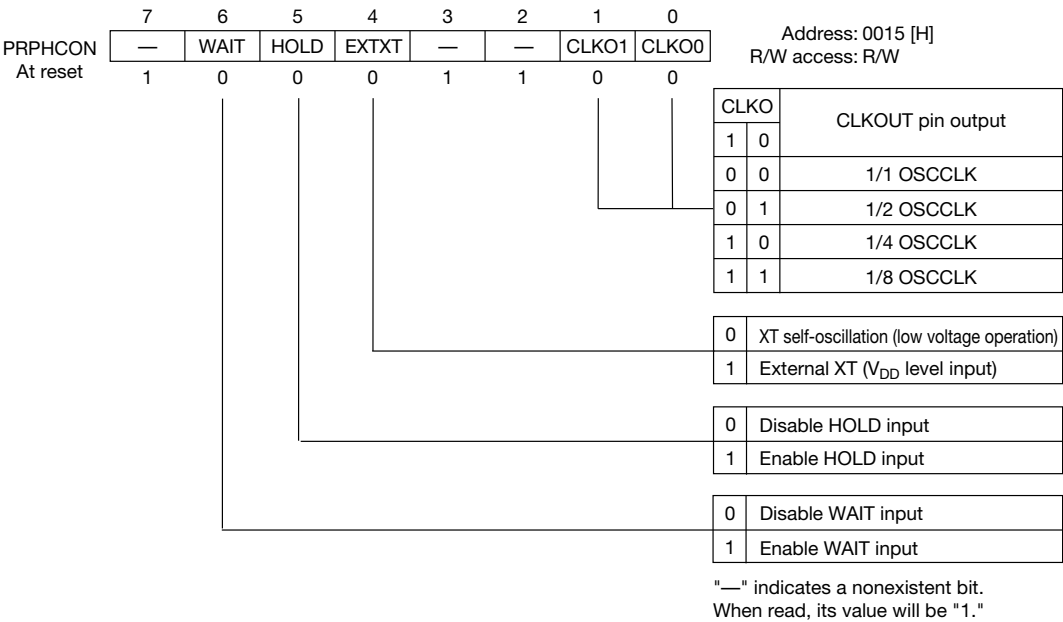 7 6 5 4 3 2 1 0
Address: 0015 [H]
R/W access: R/W
PRPHCON — WAIT HOLD EXTXT — — CLKO1 CLKO0
At reset 1 0 0 0 1 1 0 0
CLKO CLKOUT pin output
1 0
0 0 1/1 OSCCLK
0 1 1/2 OSCCLK
1 0 1/4 OSCCLK
1 1 1/8 OSCCLK
0 XT self-oscillation (low voltage operation)
1 External XT (VDD level input)
0 Disable HOLD input
1 Enable HOLD input
0 Disable WAIT input
1 Enable WAIT input
"—" indicates a nonexistent bit.
When read, its value will be "1."